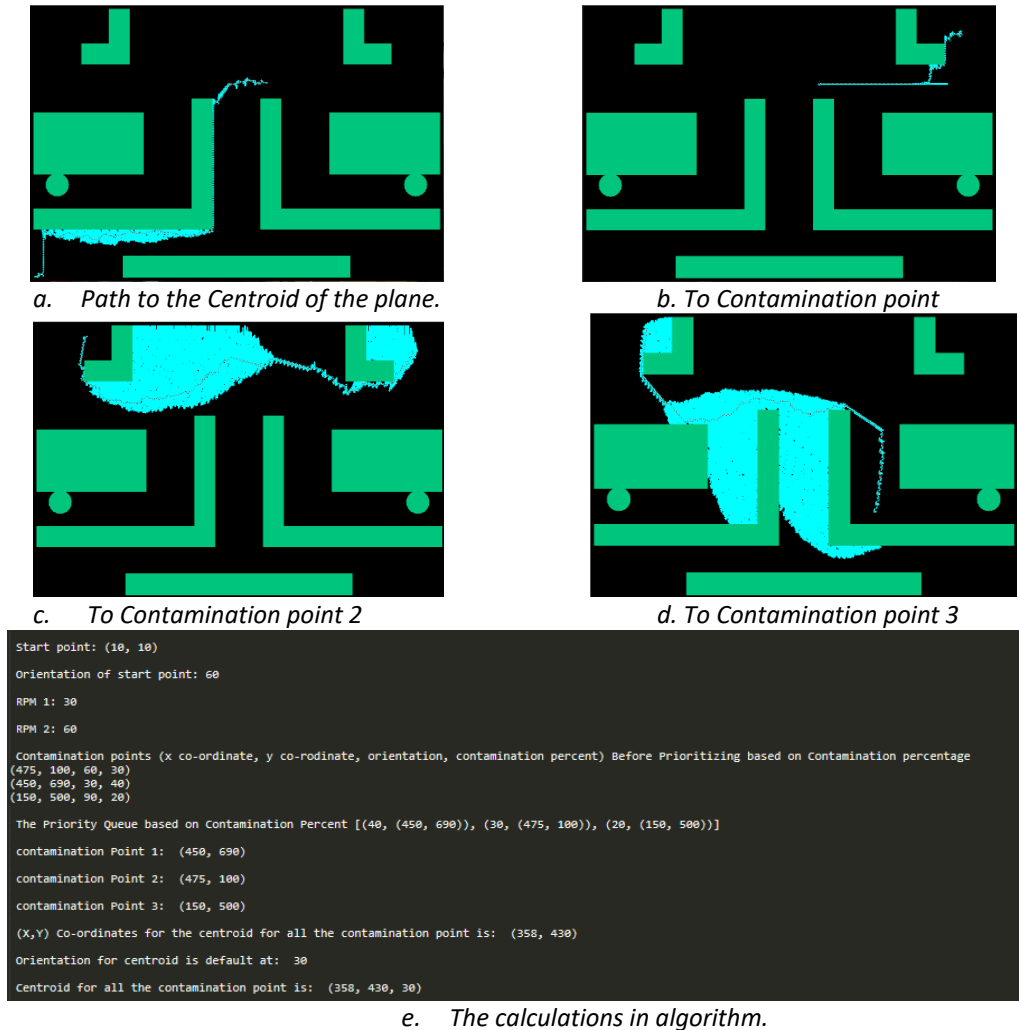 a. Path to the Centroid of the plane.
b. To Contamination point
c. To Contamination point 2
d. To Contamination point 3
Start point: (10, 10)
Orientation of start point: 60
RPM 1: 30
RPM 2: 60
Contamination points (x co-ordinate, y co-rodinate, orientation, contamination percent) Before Prioritizing based on Contamination percentage
(475, 100, 60, 30)
(450, 690, 30, 40)
(150, 500, 90, 20)
The Priority Queue based on Contamination Percent [(40, (450, 690)), (30, (475, 100)), (20, (150, 500))]
contamination Point 1: (450, 690)
contamination Point 2: (475, 100)
contamination Point 3: (150, 500)
(X,Y) Co-ordinates for the centroid for all the contamination point is: (358, 430)
Orientation for centroid is default at: 30
Centroid for all the contamination point is: (358, 430, 30)
e. The calculations in algorithm.